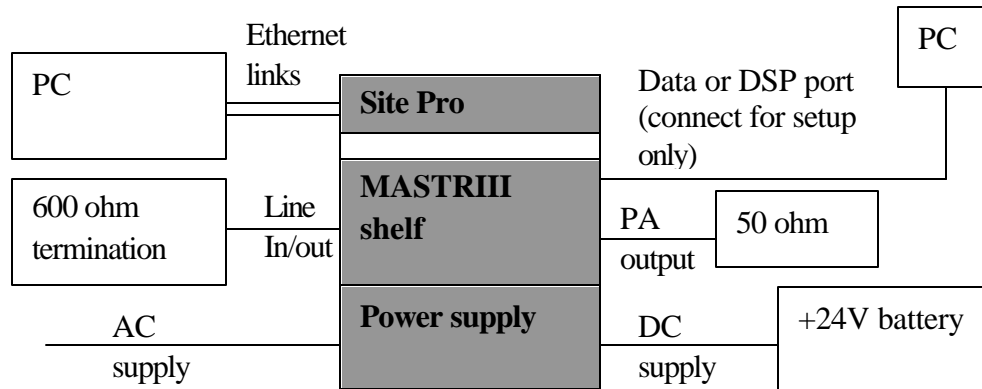 Ethernet
links
PC
PC
Site Pro
Data or DSP port
(connect for setup
only)
600 ohm
termination
Line
In/out
MASTRIII
shelf
PA
output
50 ohm
AC
supply
Power supply
DC
supply
+24V battery